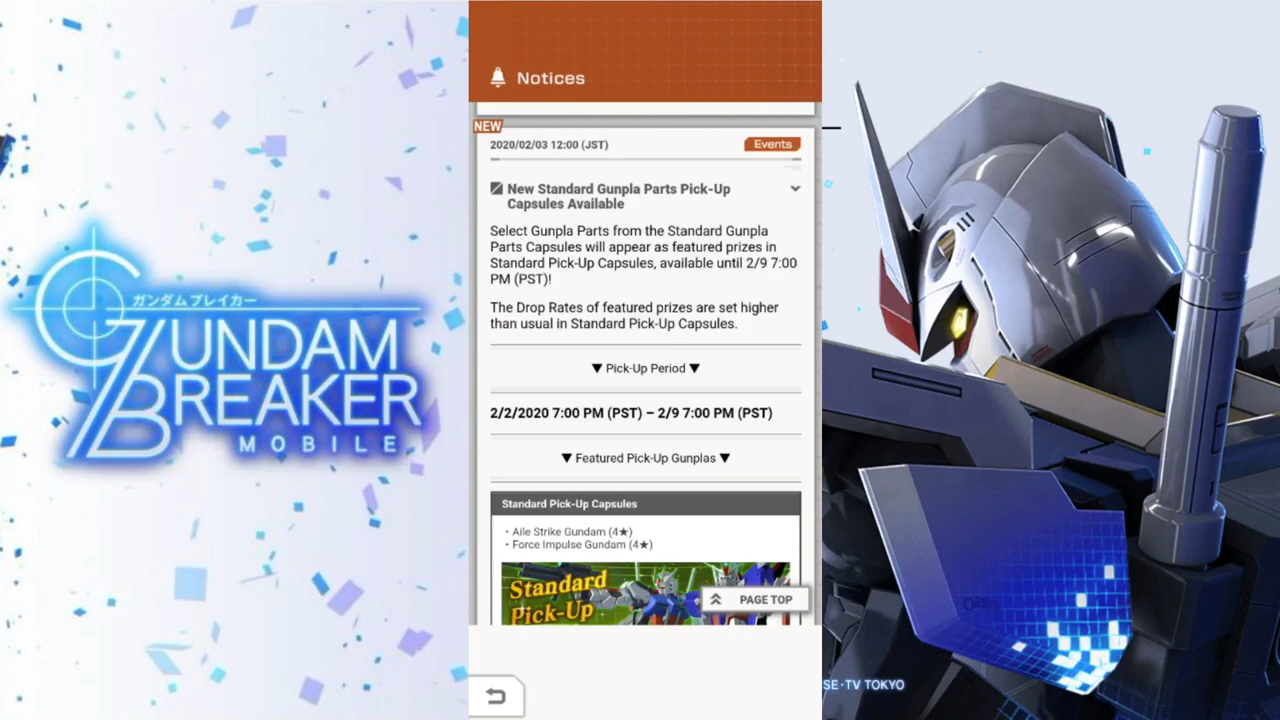 ガンダムブレイカー
GUNDAM
BREAKER
MOBILE
Notices
NEW
2020/02/03 12:00 (JST)
Events
New Standard Gunpla Parts Pick-Up
Capsules Available
Select Gunpla Parts from the Standard Gunpla
Parts Capsules will appear as featured prizes in
Standard Pick-Up Capsules, available until 2/9 7:00
PM (PST)!
The Drop Rates of featured prizes are set higher
than usual in Standard Pick-Up Capsules.
▼ Pick-Up Period ▼
2/2/2020 7:00 PM (PST) – 2/9 7:00 PM (PST)
▼ Featured Pick-Up Gunplas ▼
Standard Pick-Up Capsules
・Aile Strike Gundam (4★)
・Force Impulse Gundam (4★)
Standard
Pick-Up
PAGE TOP
SE・TV TOKYO